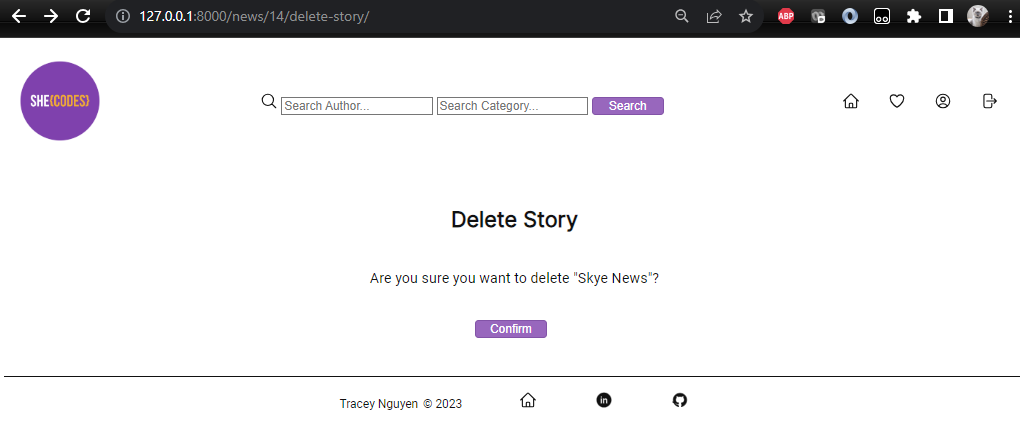 127.0.0.1:8000/news/14/delete-story/
ABP
SHE{CODES}
Search Author... Search Category... Search
Delete Story
Are you sure you want to delete "Skye News"?
Confirm
Tracey Nguyen © 2023 in